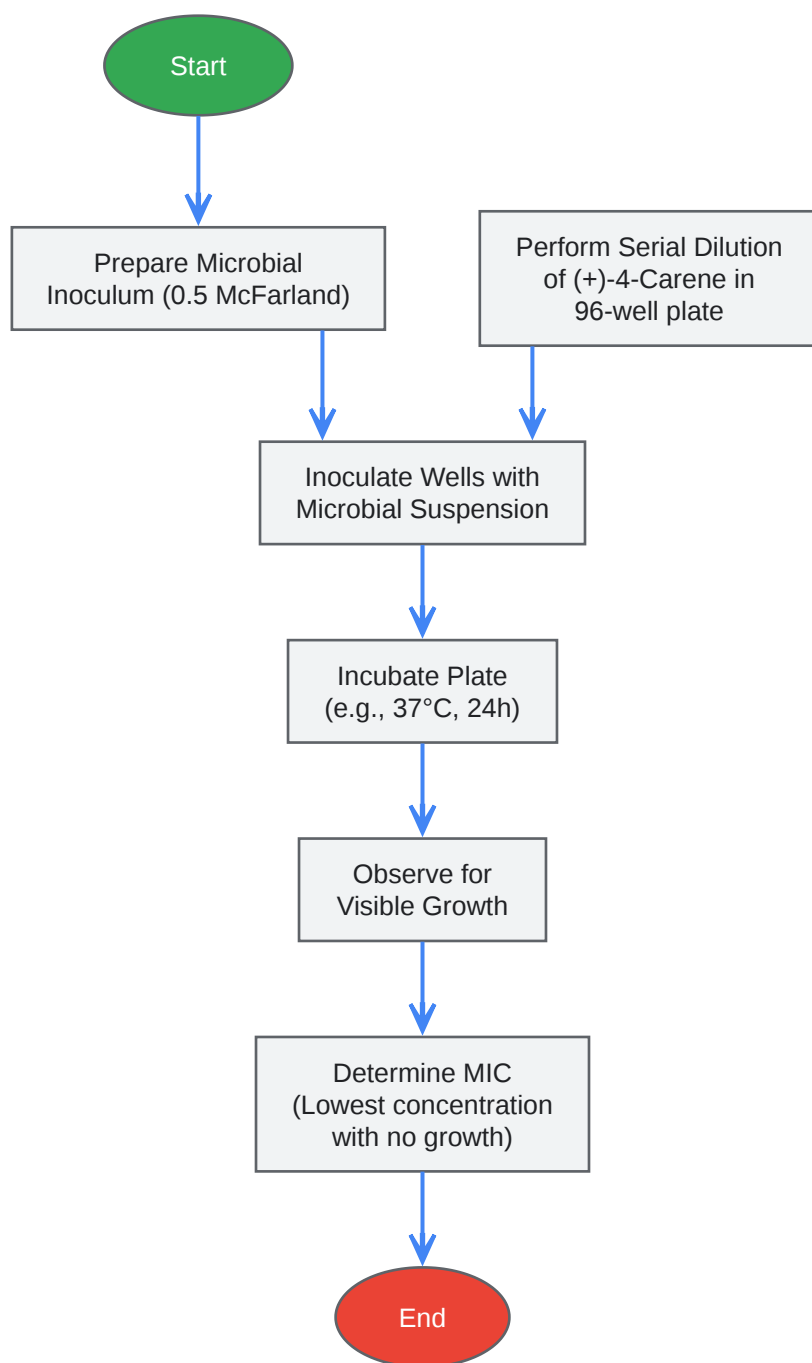 Start
Prepare Microbial
Inoculum (0.5 McFarland)
Perform Serial Dilution
of (+)-4-Carene in
96-well plate
Inoculate Wells with
Microbial Suspension
Incubate Plate
(e.g., 37°C, 24h)
Observe for
Visible Growth
Determine MIC
(Lowest concentration
with no growth)
End